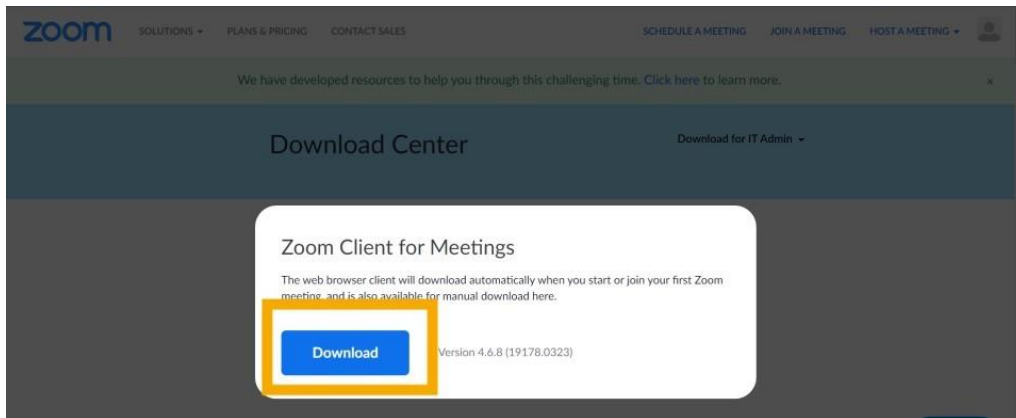 zoom SOLUTIONS PLANS & PRICING CONTACT SALES SCHEDULE A MEETING JOIN A MEETING HOST A MEETING
We have developed resources to help you through this challenging time. Click here to learn more. ×
Download Center Download for IT Admin
Zoom Client for Meetings
The web browser client will download automatically when you start or join your first Zoom
meeting, and is also available for manual download here.
Download Version 4.6.8 (19178.0323)